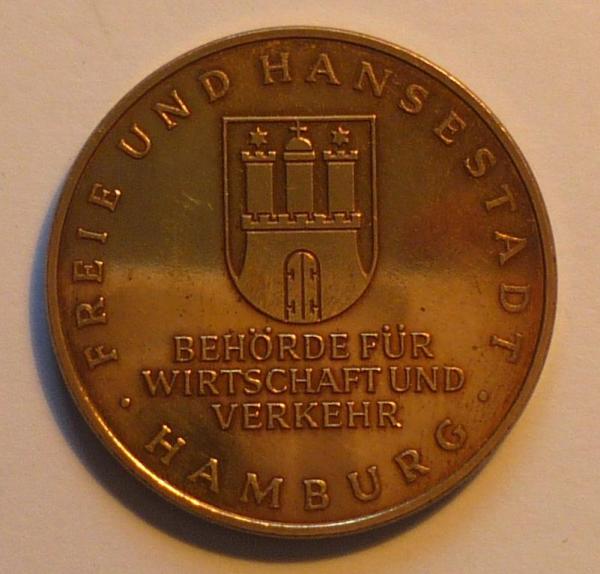 FREIE UND HANSESTADT
BEHÖRDE FÜR
WIRTSCHAFT UND
VERKEHR
· HAMBURG ·